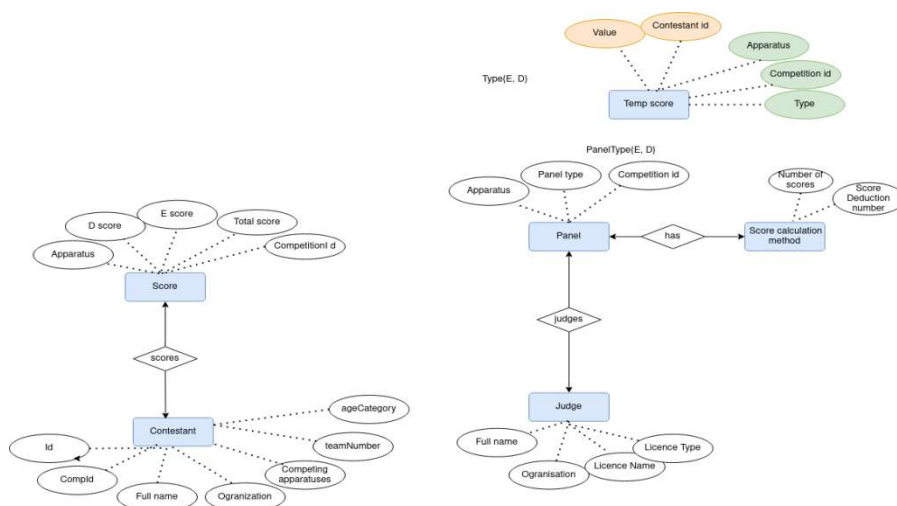 Value
Contestant id
Apparatus
Competition id
Type
Type{E, D}
Temp score
PanelType{E, D}
Apparatus
Panel type
Competition id
Number of
scores
Score
Deduction
number
Panel
has
Score calculation
method
D score
E score
Total score
Apparatus
CompetitionI d
Score
judges
scores
Contestant
ageCategory
teamNumber
Id
CompId
Full name
Ogranization
Competing
apparatuses
Judge
Full name
Ogranisation
Licence Name
Licence Type